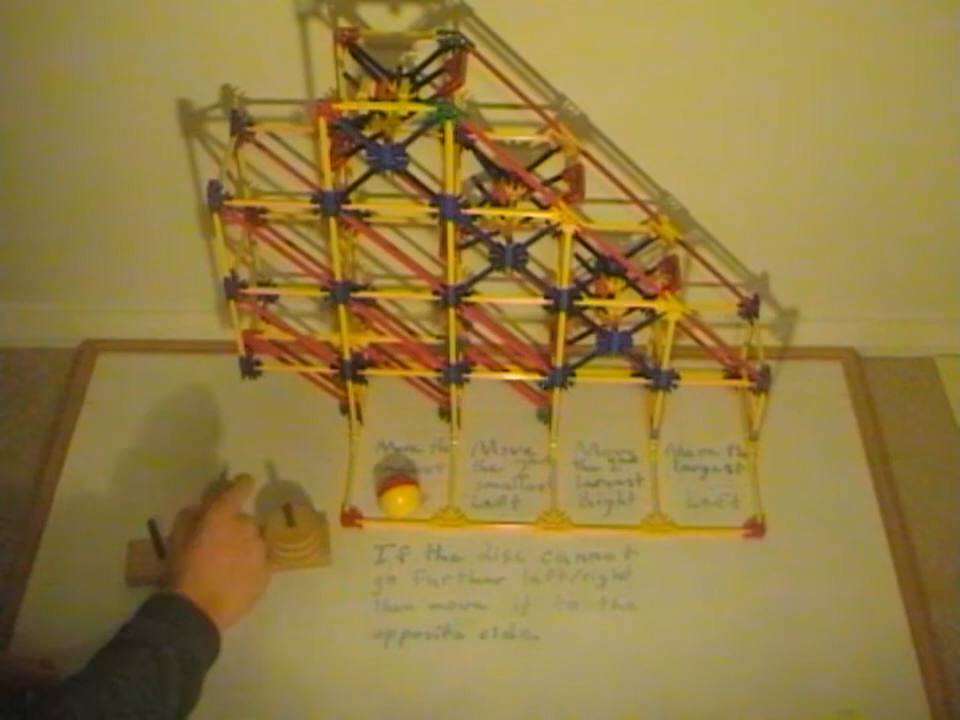 Move the
Move
the 2nd
smallest
Left
Move
the 2nd
largest
Right
Move the
largest
Left
If the disc cannot
go further left/right
then move it to the
opposite side.